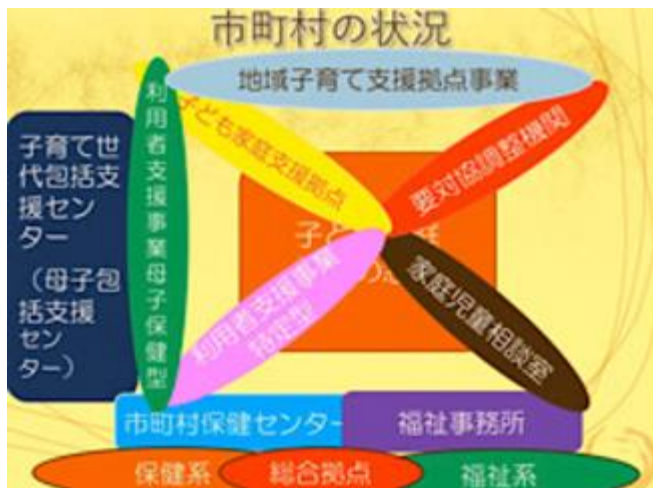 市町村の状況
地域子育て支援拠点事業
利用者支援事業母子保健型
子ども家庭支援拠点
要対協調整機関
子育て世
代包括支
援セン
ター
（母子包
括支援
セン
ター）
利用者支援事業
特定型
家庭児童相談室
市町村保健センター
福祉事務所
保健系
総合拠点
福祉系